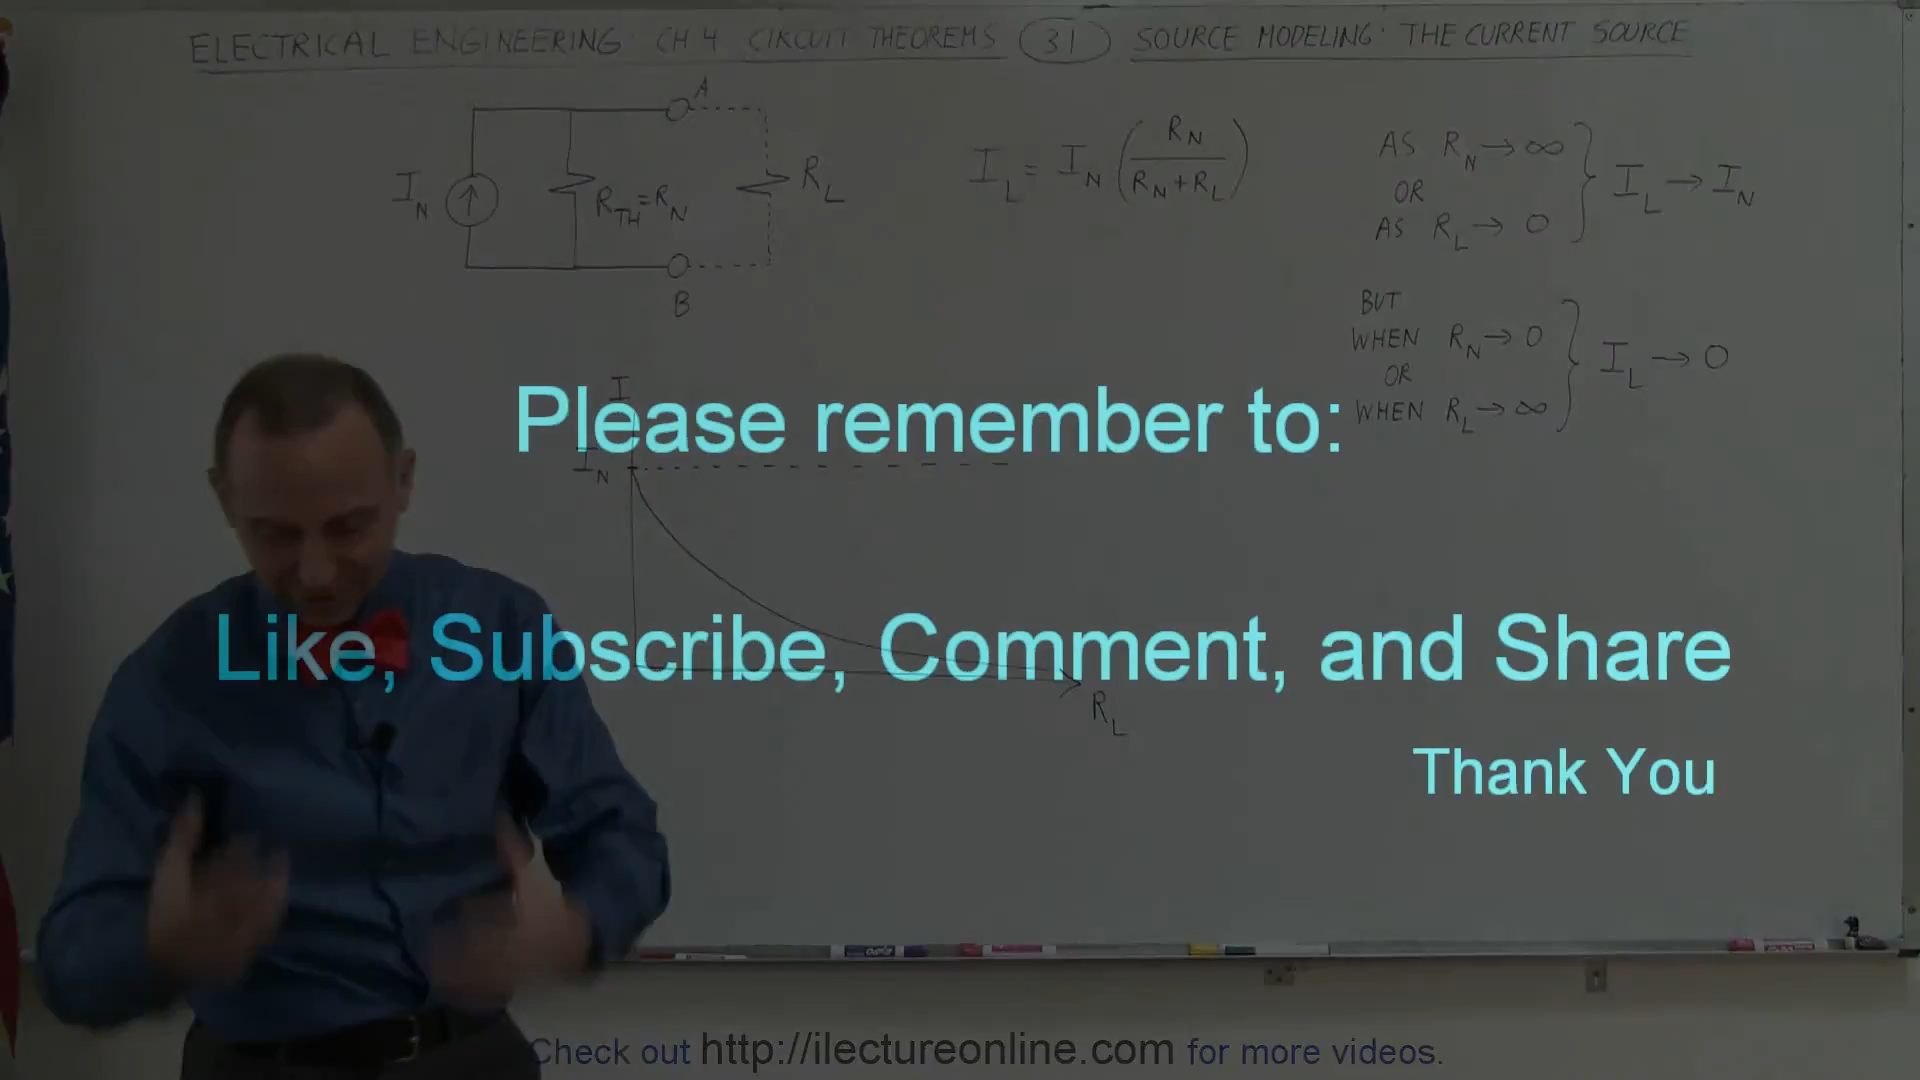 ELECTRICAL ENGINEERING: CH 4 CIRCUIT THEOREMS (31) SOURCE MODELING: THE CURRENT SOURCE
A
I_N
R_TH = R_N
R_L
B
I_L = I_N (R_N / (R_N + R_L))
AS R_N → ∞
OR
AS R_L → 0
} I_L → I_N
BUT
WHEN R_N → 0
OR
WHEN R_L → ∞
} I_L → 0
I
I_N
R_L
Please remember to:
Like, Subscribe, Comment, and Share
Thank You
Check out http://ilectureonline.com for more videos.